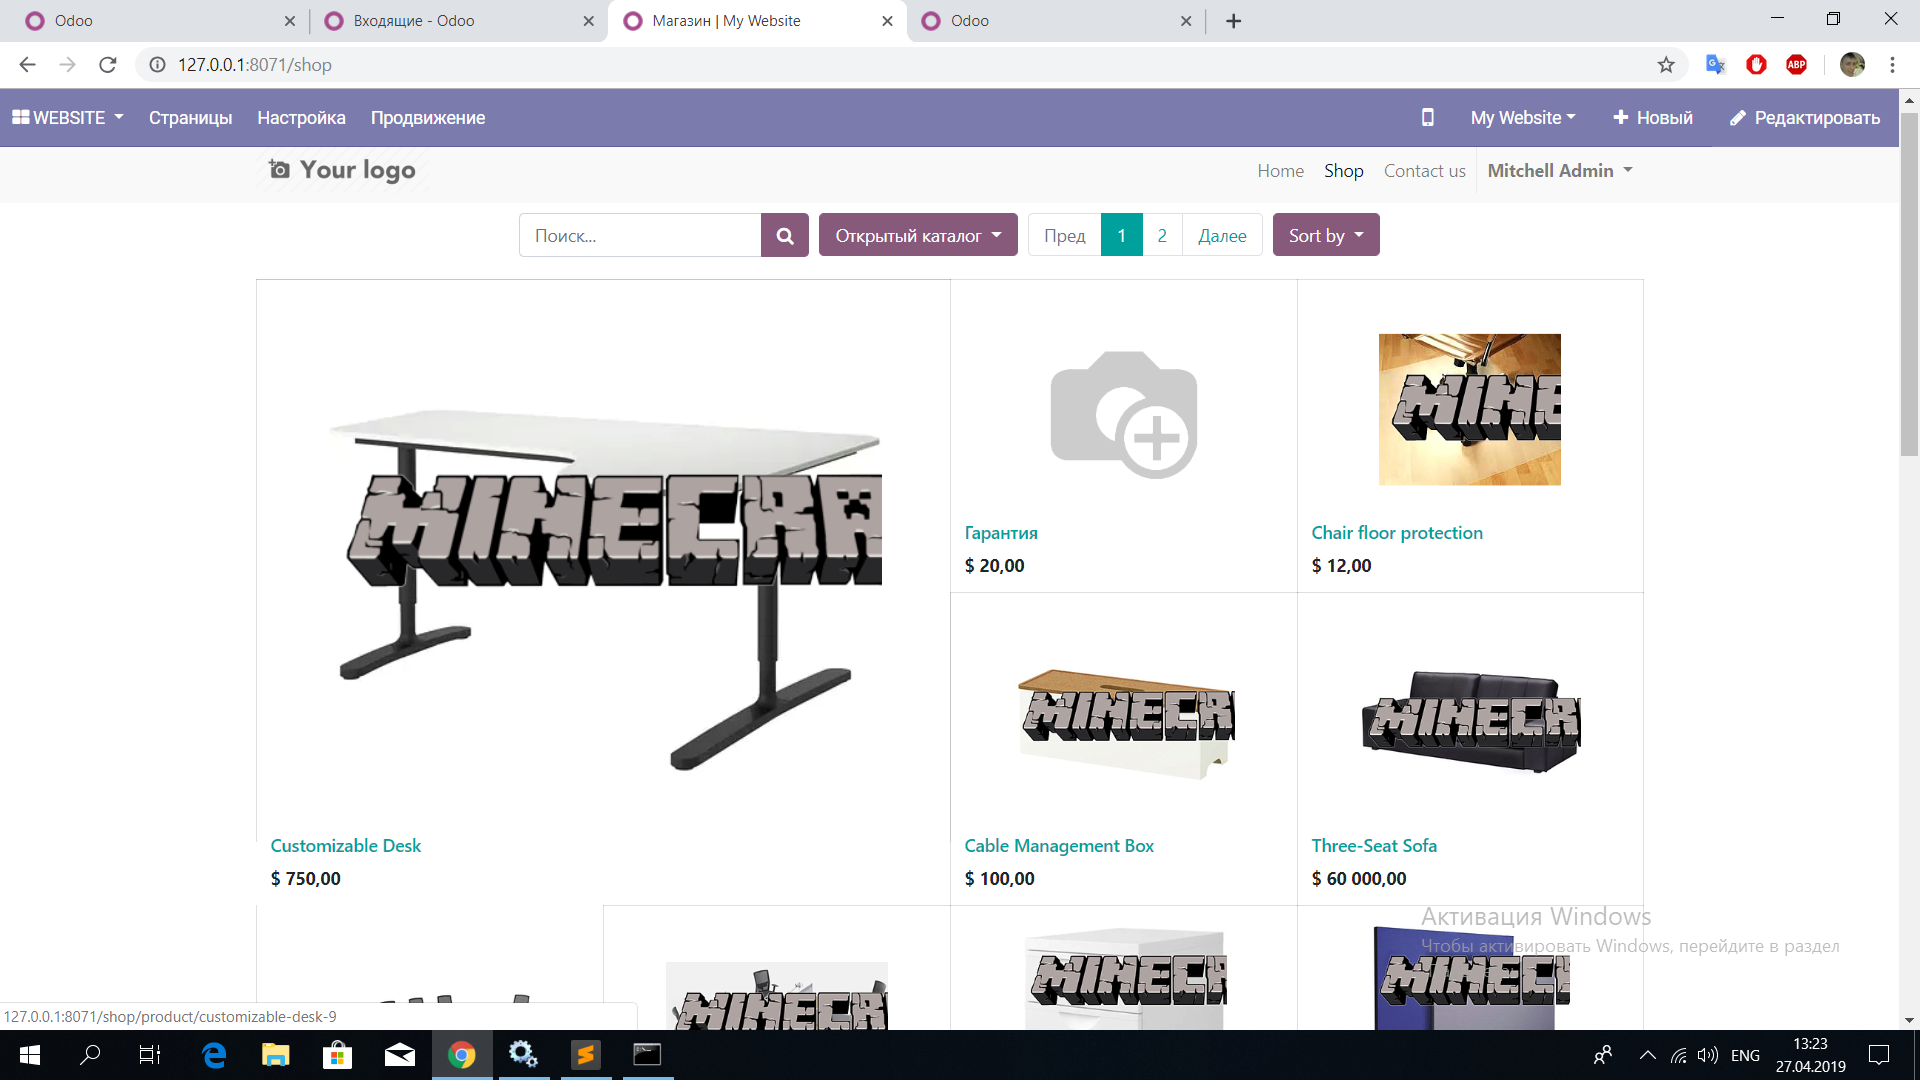 Odoo
Входящие - Odoo
Магазин | My Website
Odoo
127.0.0.1:8071/shop
ABP
WEBSITE
Страницы
Настройка
Продвижение
My Website
Новый
Редактировать
Your logo
Home
Shop
Contact us
Mitchell Admin
Поиск...
Открытый каталог
Пред
1
2
Далее
Sort by
MINECRA
MINE
Гарантия
$ 20,00
Chair floor protection
$ 12,00
MINECR
MINECR
Customizable Desk
$ 750,00
Cable Management Box
$ 100,00
Three-Seat Sofa
$ 60 000,00
Активация Windows
Чтобы активировать Windows, перейдите в раздел
MINECR
MINECR
MINECR
127.0.0.1:8071/shop/product/customizable-desk-9
ENG
13:23
27.04.2019